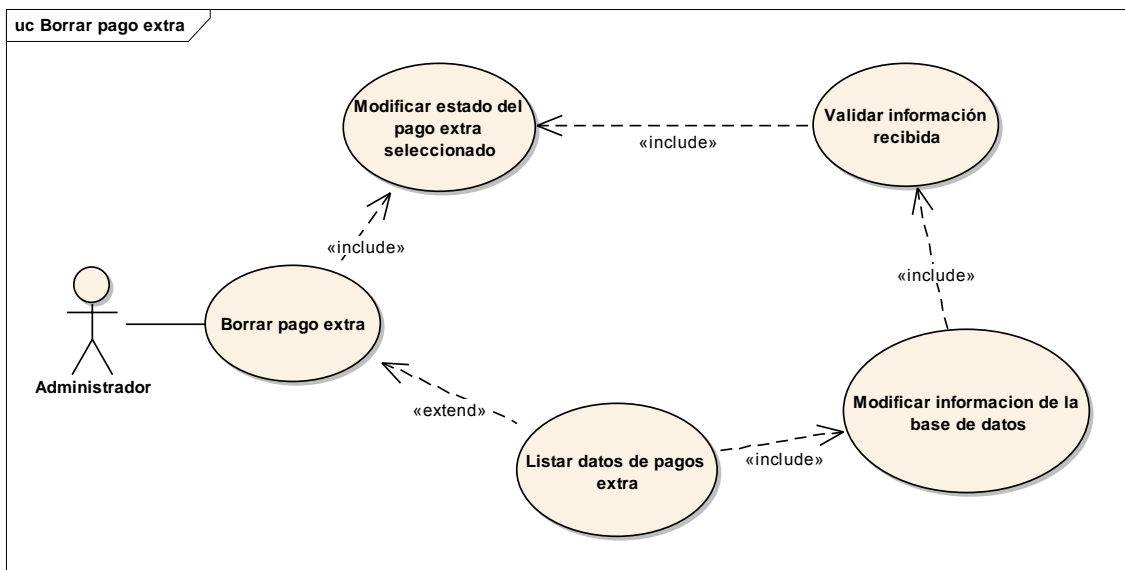 uc Borrar pago extra
Modificar estado del
pago extra
seleccionado
Validar información
recibida
«include»
«include»
«include»
Borrar pago extra
Administrador
«extend»
Modificar informacion de la
base de datos
Listar datos de pagos
extra
«include»